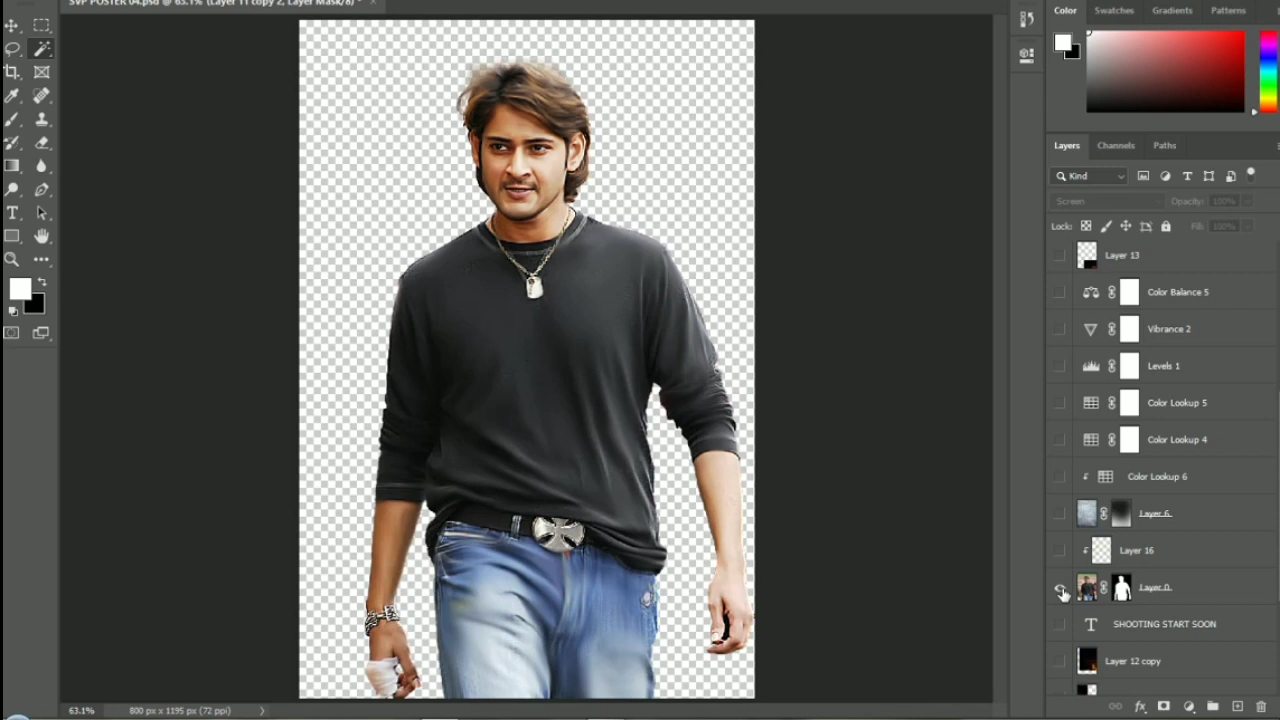 SVP POSTER 04.psd @ 63.1% (Layer 11 copy 2, Layer Mask/8) *
Color Swatches Gradients Patterns
Layers Channels Paths
Kind
Screen Opacity: 100%
Lock: Fill: 100%
Layer 13
Color Balance 5
Vibrance 2
Levels 1
Color Lookup 5
Color Lookup 4
Color Lookup 6
Layer 6
Layer 16
Layer 0
T SHOOTING START SOON
Layer 12 copy
63.1% 800 px x 1195 px (72 ppi)